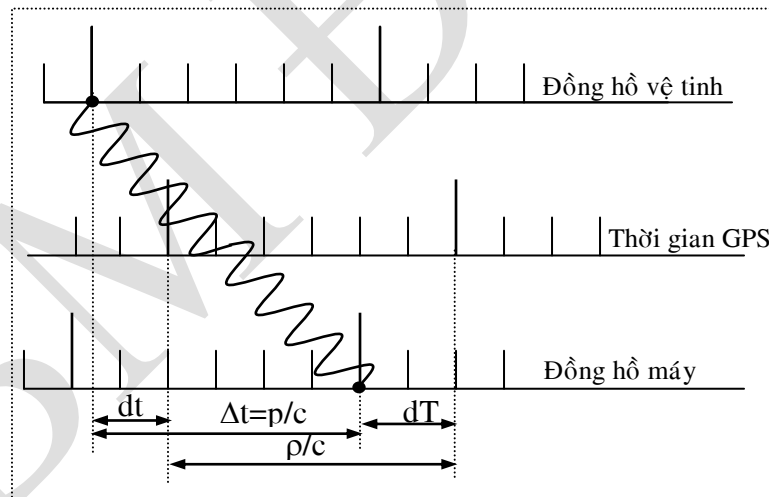 Đồng hồ vệ tinh
Thời gian GPS
Đồng hồ máy
dt Δt=p/c dT
ρ/c